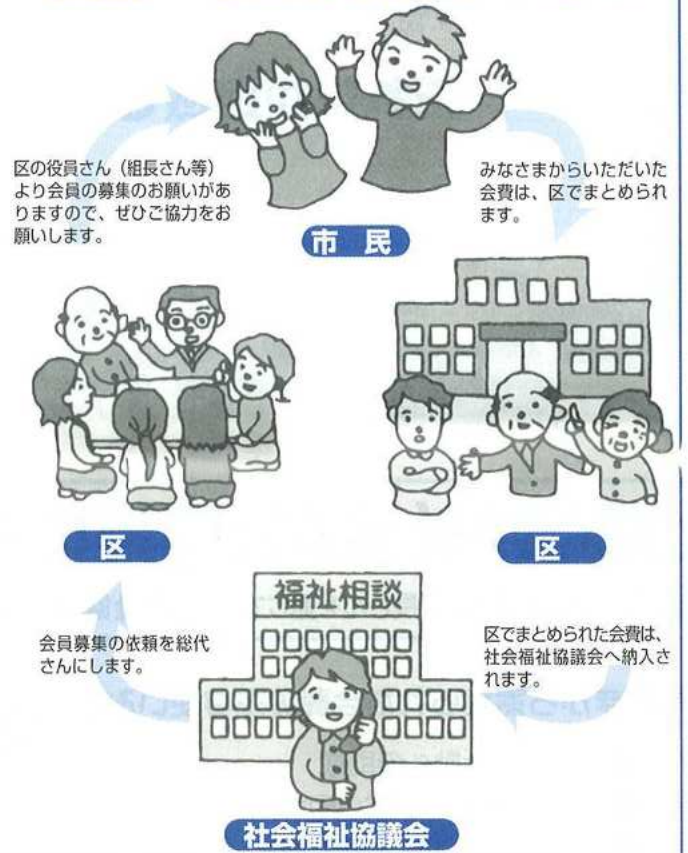 区の役員さん（組長さん等）
より会員の募集のお願いがあ
りますので、ぜひご協力をお
願いします。
みなさまからいただいた
会費は、区でまとめられ
ます。
市民
区
区
会員募集の依頼を総代
さんにします。
福祉相談
区でまとめられた会費は、
社会福祉協議会へ納入さ
れます。
社会福祉協議会